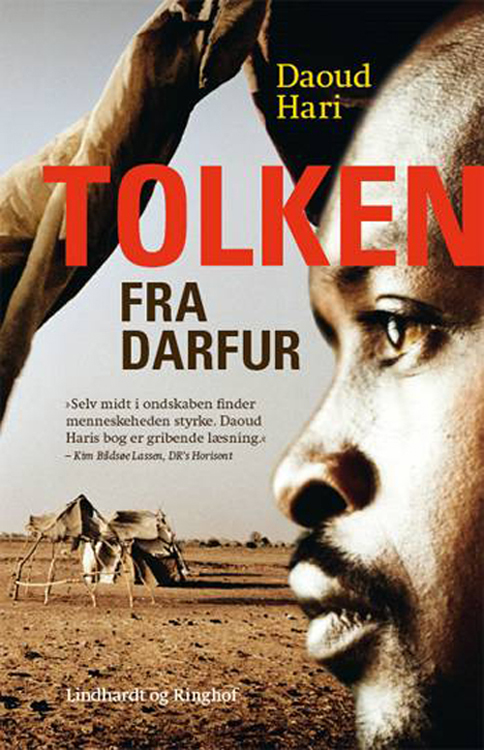 Daoud
Hari
TOLKEN
FRA
DARFUR
›Selv midt i ondskaben finder
menneskeheden styrke. Daoud
Haris bog er gribende læsning.‹
– Kim Bildsøe Lassen, DR's Horisont
Lindhardt og Ringhof